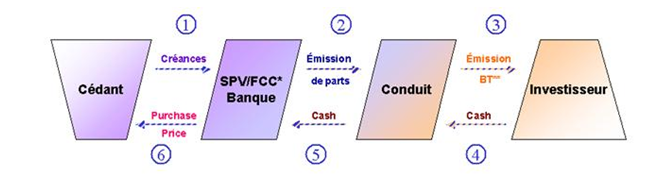 1 2 3
Créances Émission de parts Émission BT**
Cédant SPV/FCC* Banque Conduit Investisseur
Purchase Price Cash Cash
6 5 4